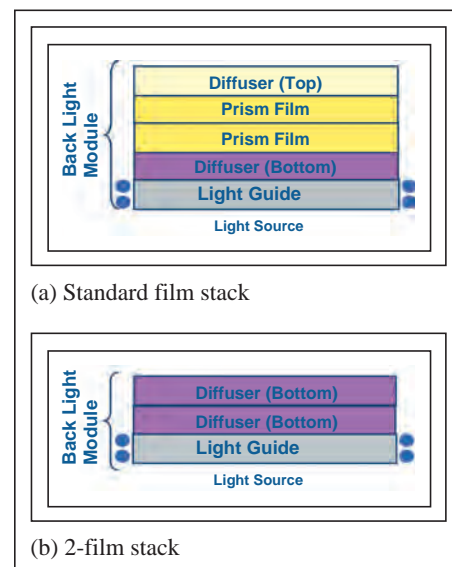 Back Light
Module
Diffuser (Top)
Prism Film
Prism Film
Diffuser (Bottom)
Light Guide
Light Source
(a) Standard film stack
Back Light
Module
Diffuser (Bottom)
Diffuser (Bottom)
Light Guide
Light Source
(b) 2-film stack